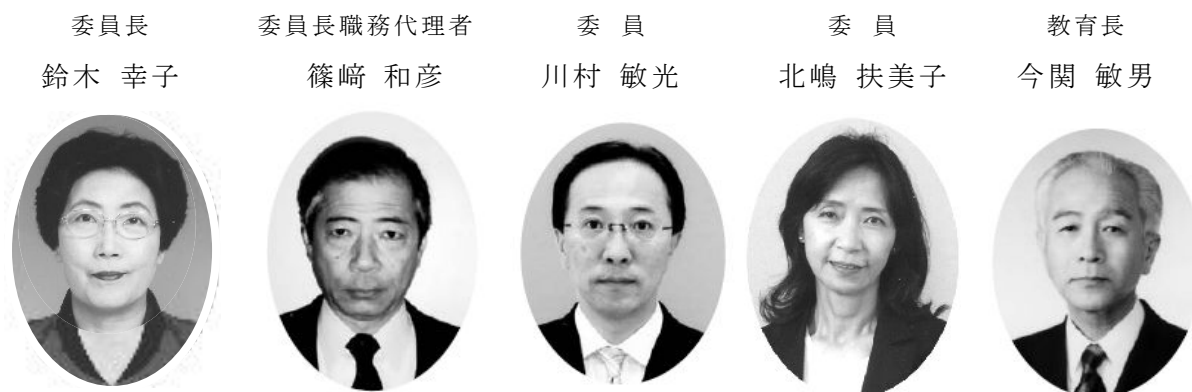 委員長 委員長職務代理者 委 員 委 員 教育長
鈴木 幸子 篠﨑 和彦 川村 敏光 北嶋 扶美子 今関 敏男